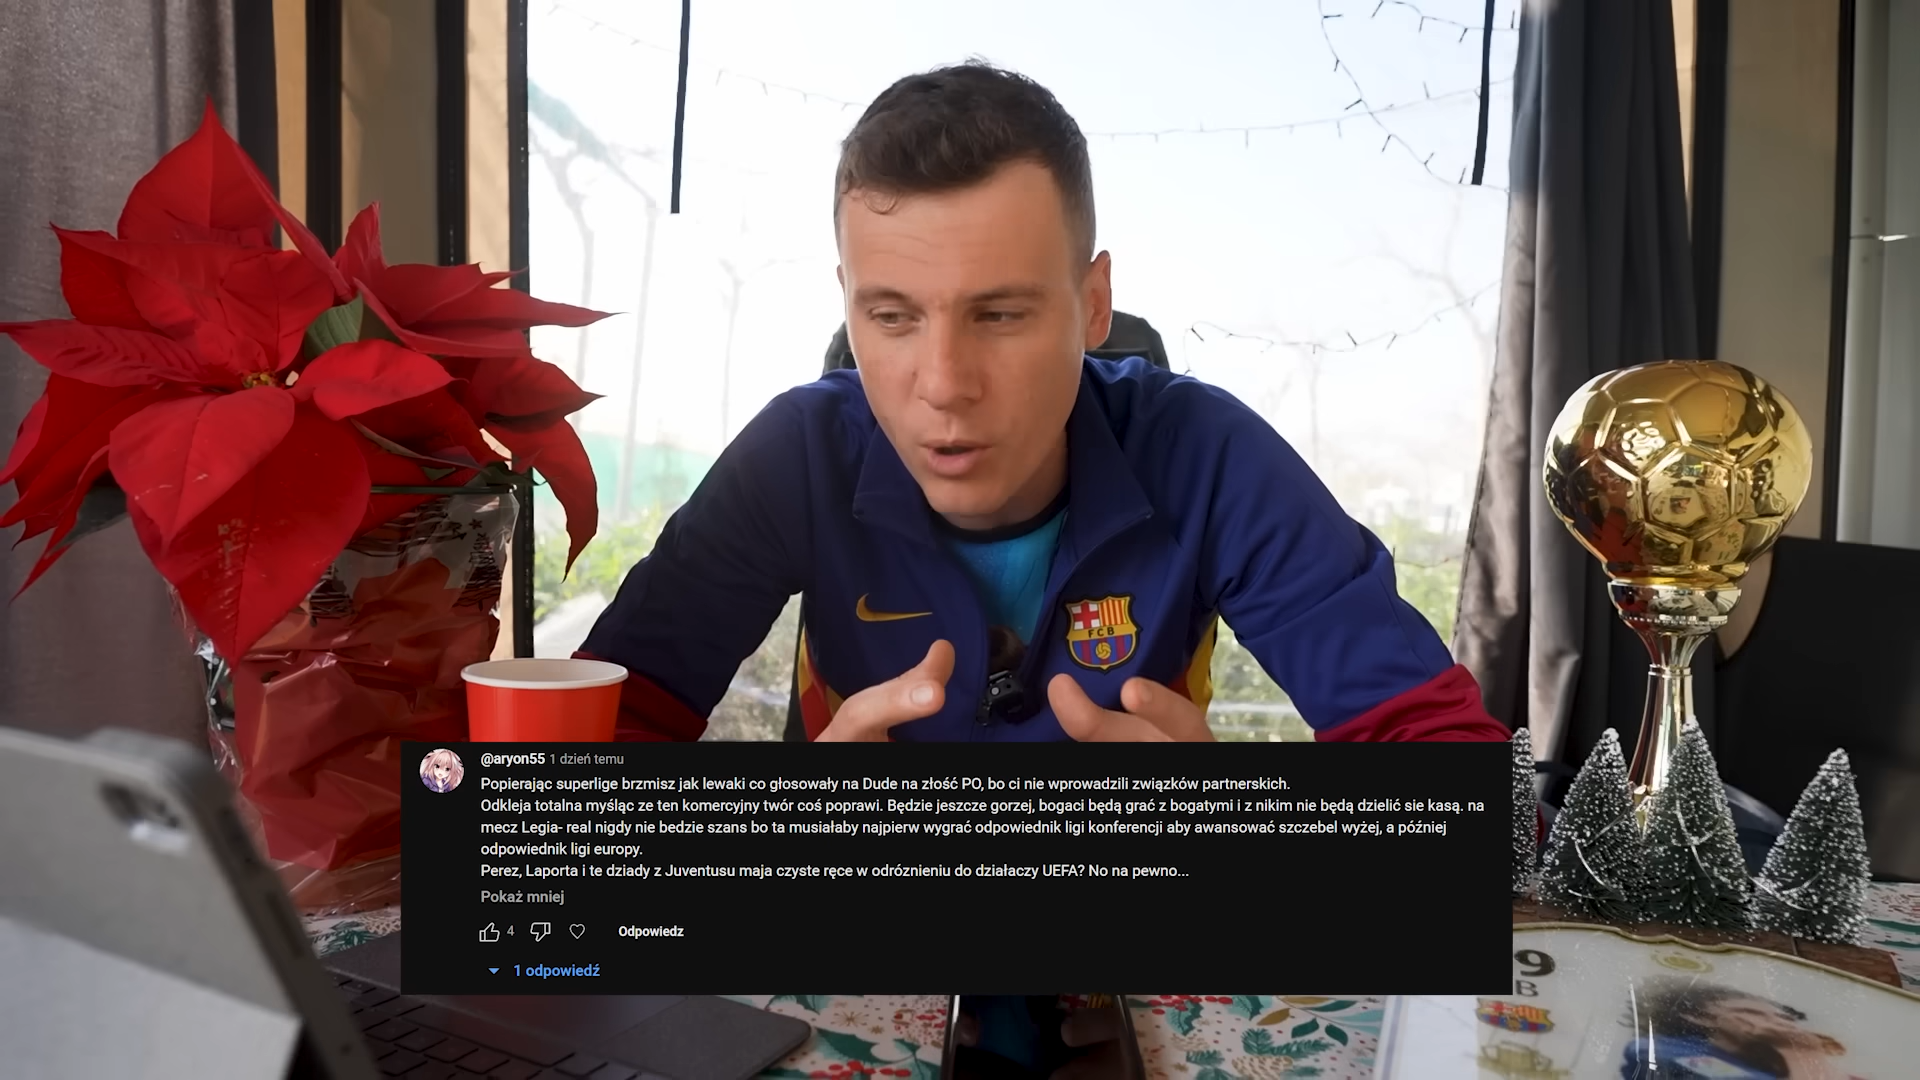 FCB
@aryon55 1 dzień temu
Popierając superlige brzmisz jak lewaki co głosowały na Dude na złość PO, bo ci nie wprowadzili związków partnerskich.
Odkleja totalna myśląc ze ten komercyjny twór coś poprawi. Będzie jeszcze gorzej, bogaci będą grać z bogatymi i z nikim nie będą dzielić sie kasą. na
mecz Legia- real nigdy nie bedzie szans bo ta musiałaby najpierw wygrać odpowiednik ligi konferencji aby awansować szczebel wyżej, a później
odpowiednik ligi europy.
Perez, Laporta i te dziady z Juventusu maja czyste ręce w odróznieniu do działaczy UEFA? No na pewno...
Pokaż mniej
4 Odpowiedz
1 odpowiedź
9
B